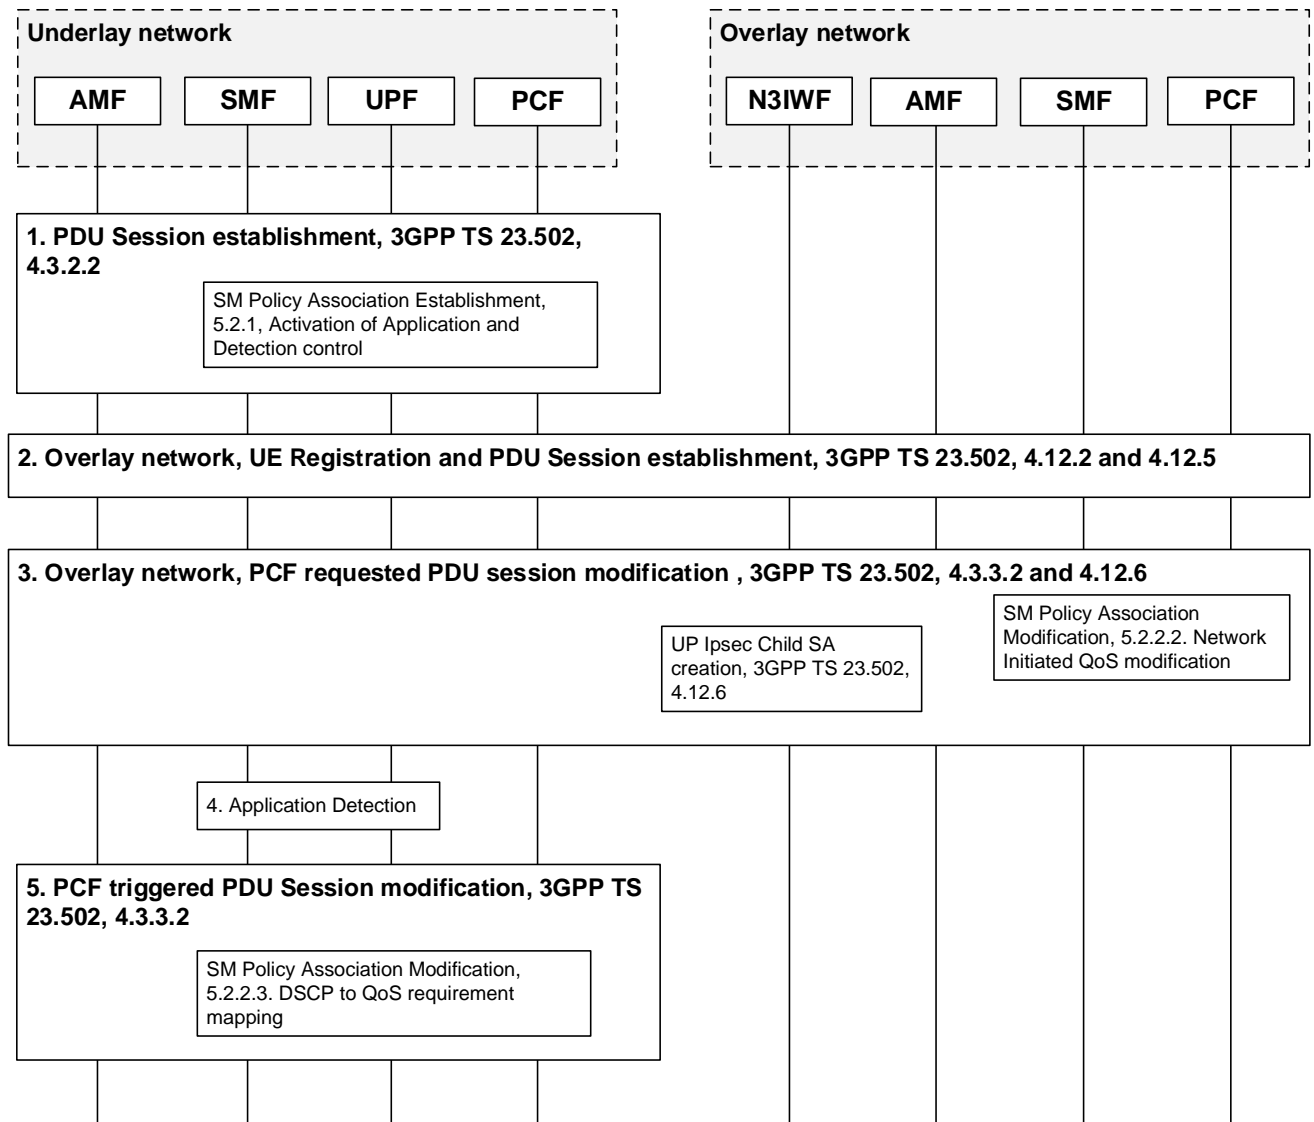 Underlay network
Overlay network
AMF
SMF
UPF
PCF
N3IWF
AMF
SMF
PCF
1. PDU Session establishment, 3GPP TS 23.502,
4.3.2.2
SM Policy Association Establishment,
5.2.1, Activation of Application and
Detection control
2. Overlay network, UE Registration and PDU Session establishment, 3GPP TS 23.502, 4.12.2 and 4.12.5
3. Overlay network, PCF requested PDU session modification , 3GPP TS 23.502, 4.3.3.2 and 4.12.6
SM Policy Association
Modification, 5.2.2.2. Network
Initiated QoS modification
UP Ipsec Child SA
creation, 3GPP TS 23.502,
4.12.6
4. Application Detection
5. PCF triggered PDU Session modification, 3GPP TS
23.502, 4.3.3.2
SM Policy Association Modification,
5.2.2.3. DSCP to QoS requirement
mapping